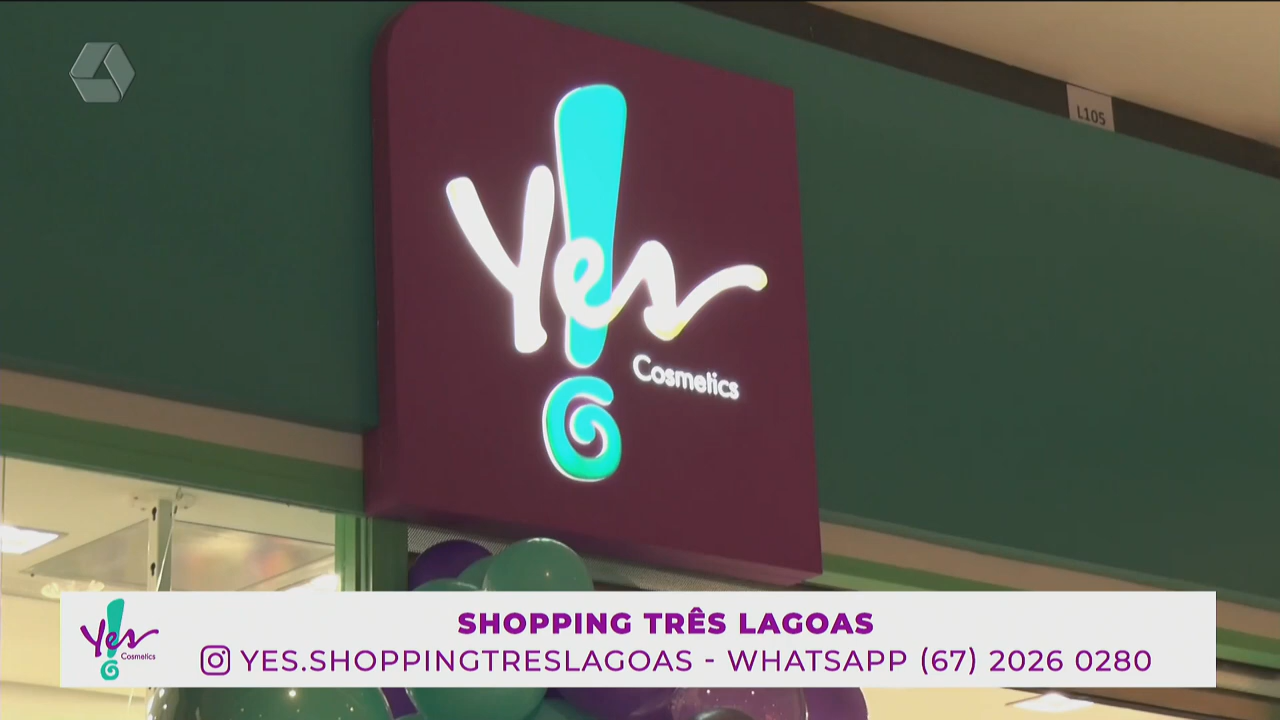 L105
Yes!
Cosmetics
Yes!
Cosmetics
SHOPPING TRÊS LAGOAS
YES.SHOPPINGTRESLAGOAS - WHATSAPP (67) 2026 0280